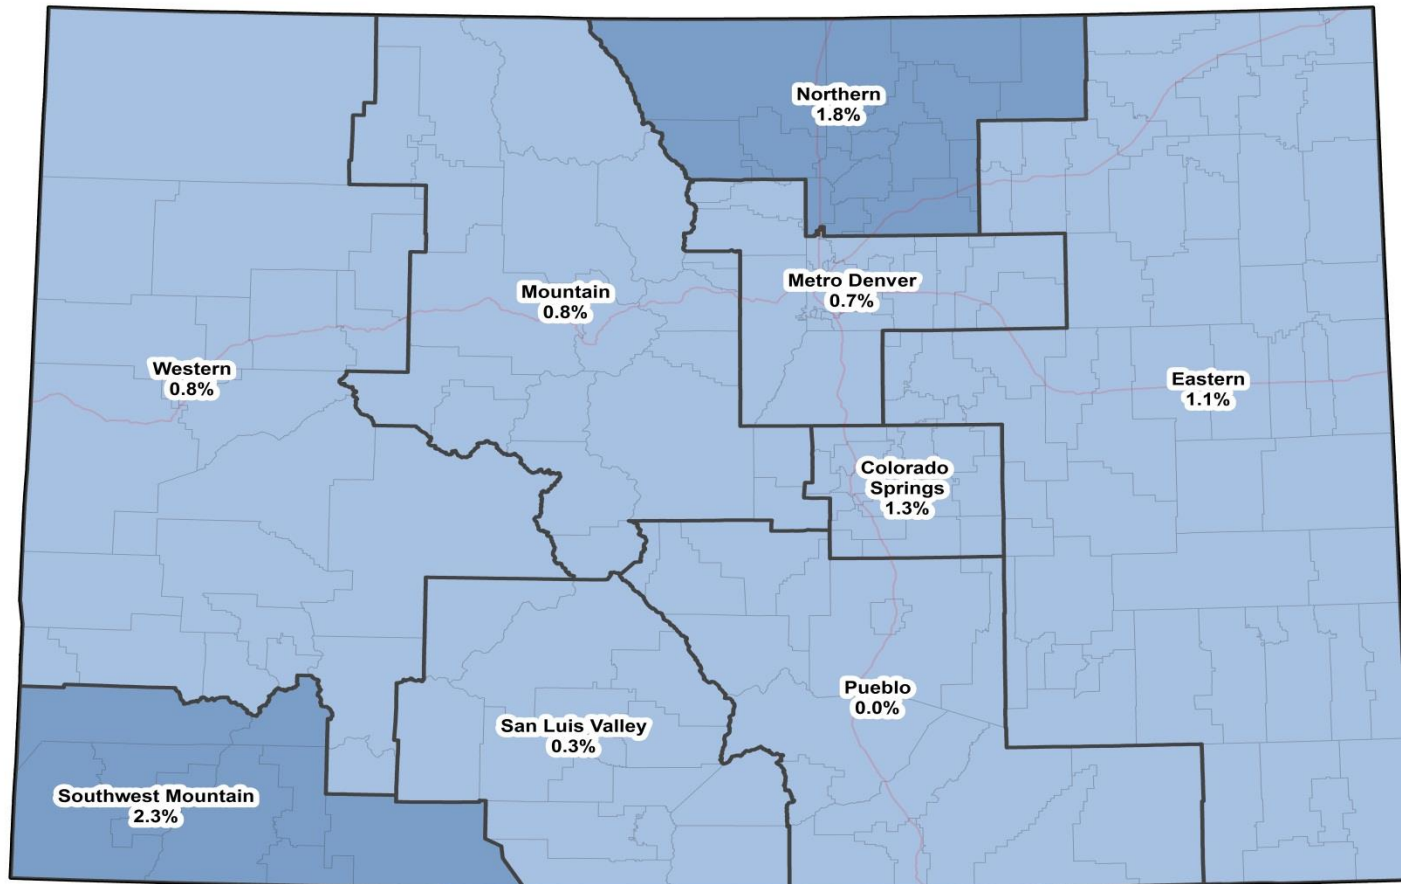 Northern
1.8%
Mountain
0.8%
Metro Denver
0.7%
Western
0.8%
Eastern
1.1%
Colorado
Springs
1.3%
San Luis Valley
0.3%
Pueblo
0.0%
Southwest Mountain
2.3%